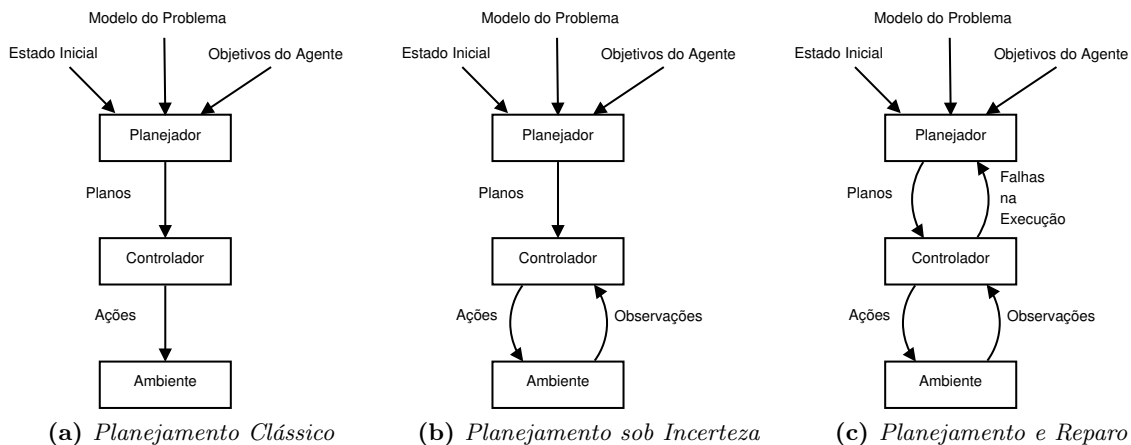 Modelo do Problema
Estado Inicial
Objetivos do Agente
Planejador
Planos
Controlador
Ações
Ambiente
(a) Planejamento Clássico
Modelo do Problema
Estado Inicial
Objetivos do Agente
Planejador
Planos
Controlador
Ações
Observações
Ambiente
(b) Planejamento sob Incerteza
Modelo do Problema
Estado Inicial
Objetivos do Agente
Planejador
Planos
Falhas
na
Execução
Controlador
Ações
Observações
Ambiente
(c) Planejamento e Reparo